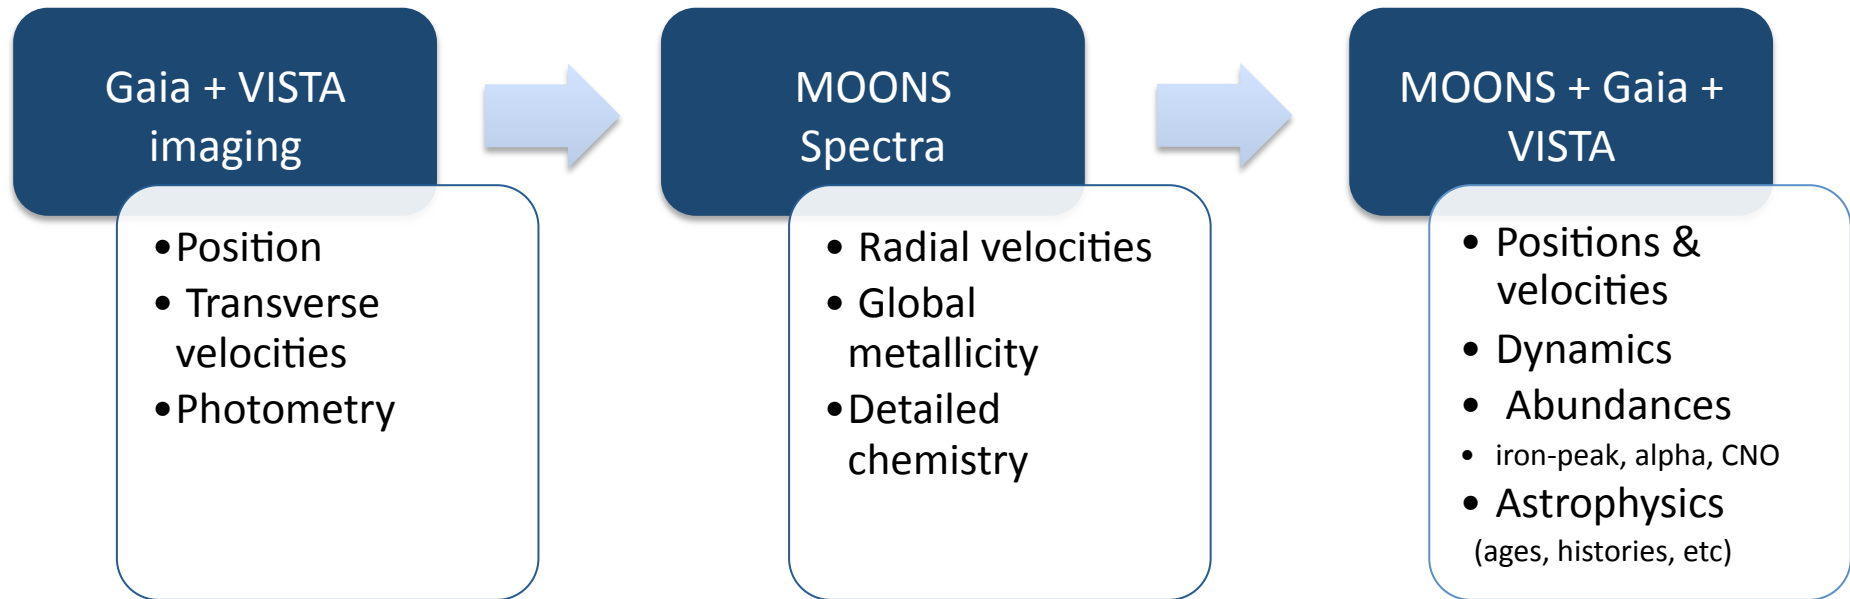 Gaia + VISTA
imaging
•Position
• Transverse
velocities
•Photometry
MOONS
Spectra
• Radial velocities
• Global
metallicity
•Detailed
chemistry
MOONS + Gaia +
VISTA
• Positions &
velocities
• Dynamics
• Abundances
• iron-peak, alpha, CNO
• Astrophysics
(ages, histories, etc)